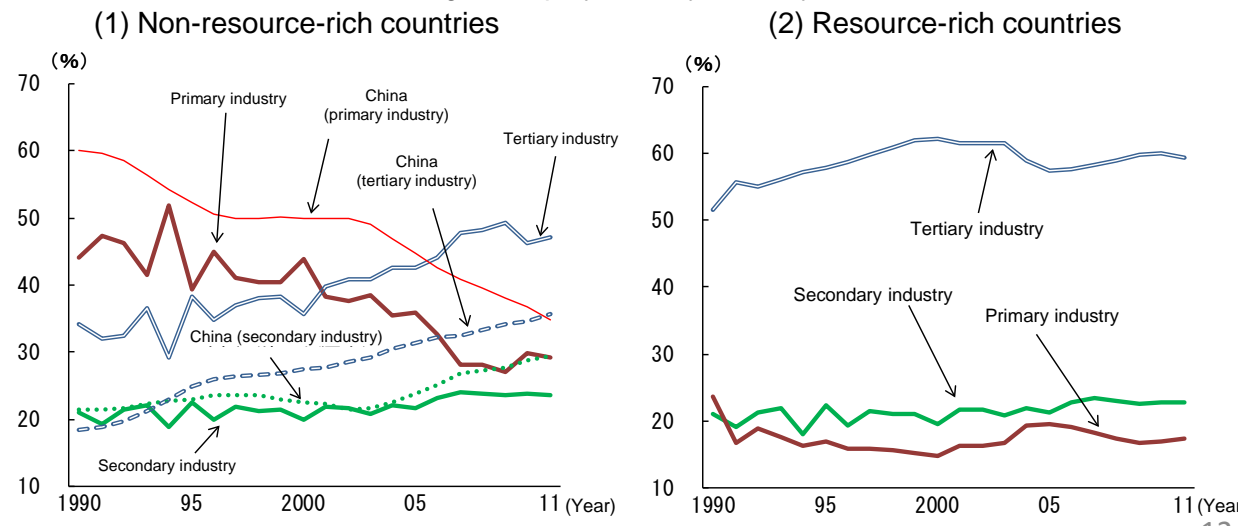 (1) Non-resource-rich countries
(%)
70
60
50
40
30
20
10
Primary industry
China
(primary industry)
Tertiary industry
China
(tertiary industry)
China (secondary industry)
Secondary industry
1990
95
2000
05
11
(Year)
(2) Resource-rich countries
(%)
70
60
50
40
30
20
10
Tertiary industry
Secondary industry
Primary industry
1990
95
2000
05
11
(Year